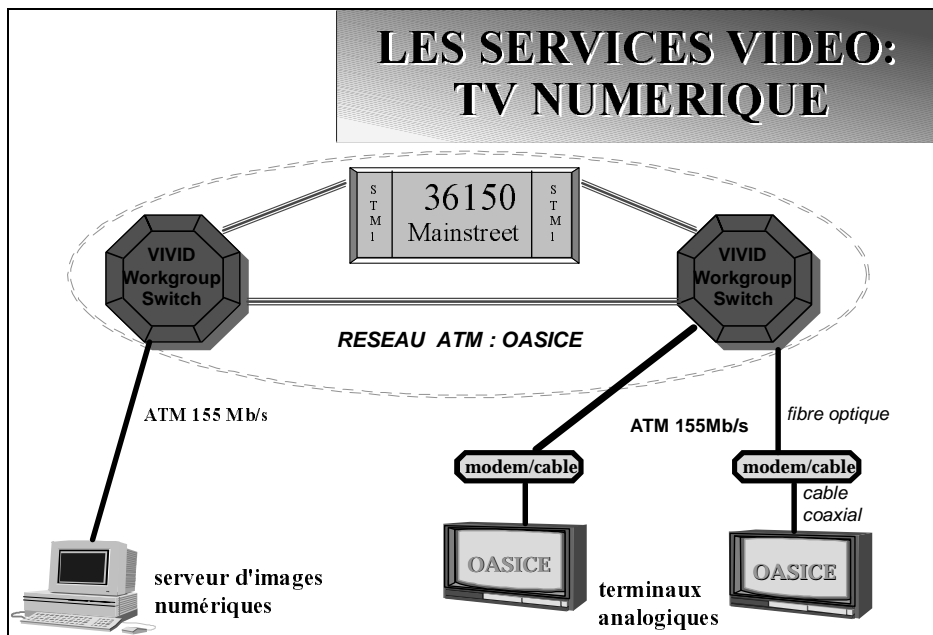 LES SERVICES VIDEO:
TV NUMERIQUE
S
T
M
1
36150
Mainstreet
S
T
M
1
VIVID
Workgroup
Switch
VIVID
Workgroup
Switch
RESEAU ATM : OASICE
ATM 155 Mb/s
ATM 155Mb/s
fibre optique
modem/cable
modem/cable
cable
coaxial
OASICE
OASICE
serveur d'images
numériques
terminaux
analogiques